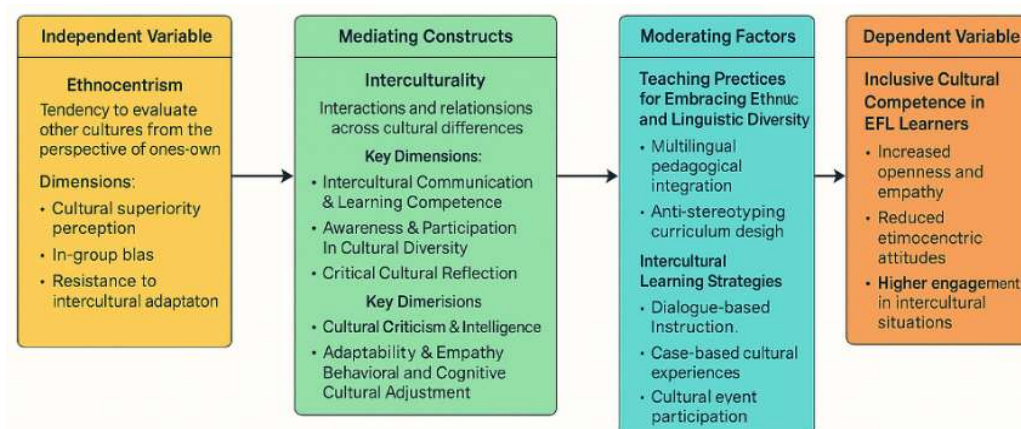 Independent Variable
Ethnocentrism
Tendency to evaluate
other cultures from the
perspective of ones-own
Dimensions:
• Cultural superiority
perception
• In-group blas
• Resistance to
intercultural adaptaton
Mediating Constructs
Interculturality
Interactions and relationsions
across cultural differences
Key Dimensions:
• Intercultural Communication
& Learning Competence
• Awareness & Participation
In Cultural Diversity
• Critical Cultural Reflection
Key Dimerisions
• Cultural Criticism & Intelligence
• Adaptability & Empathy
Behavioral and Cognitive
Cultural Adjustment
Moderating Factors
Teaching Prectices
for Embracing Ethnuc
and Linguistic Diversity
• Multilingual
pedagogical
integration
• Anti-stereotyping
curriculum desigh
Intercultural
Learning Strategies
• Dialogue-based
Instruction.
• Case-based cultural
experiences
• Cultural event
participation
Dependent Variable
Inclusive Cultural
Competence in
EFL Learners
• Increased
openness and
empathy
• Reduced
etimocenctric
attitudes
• Higher engagement
in intercultural
situations